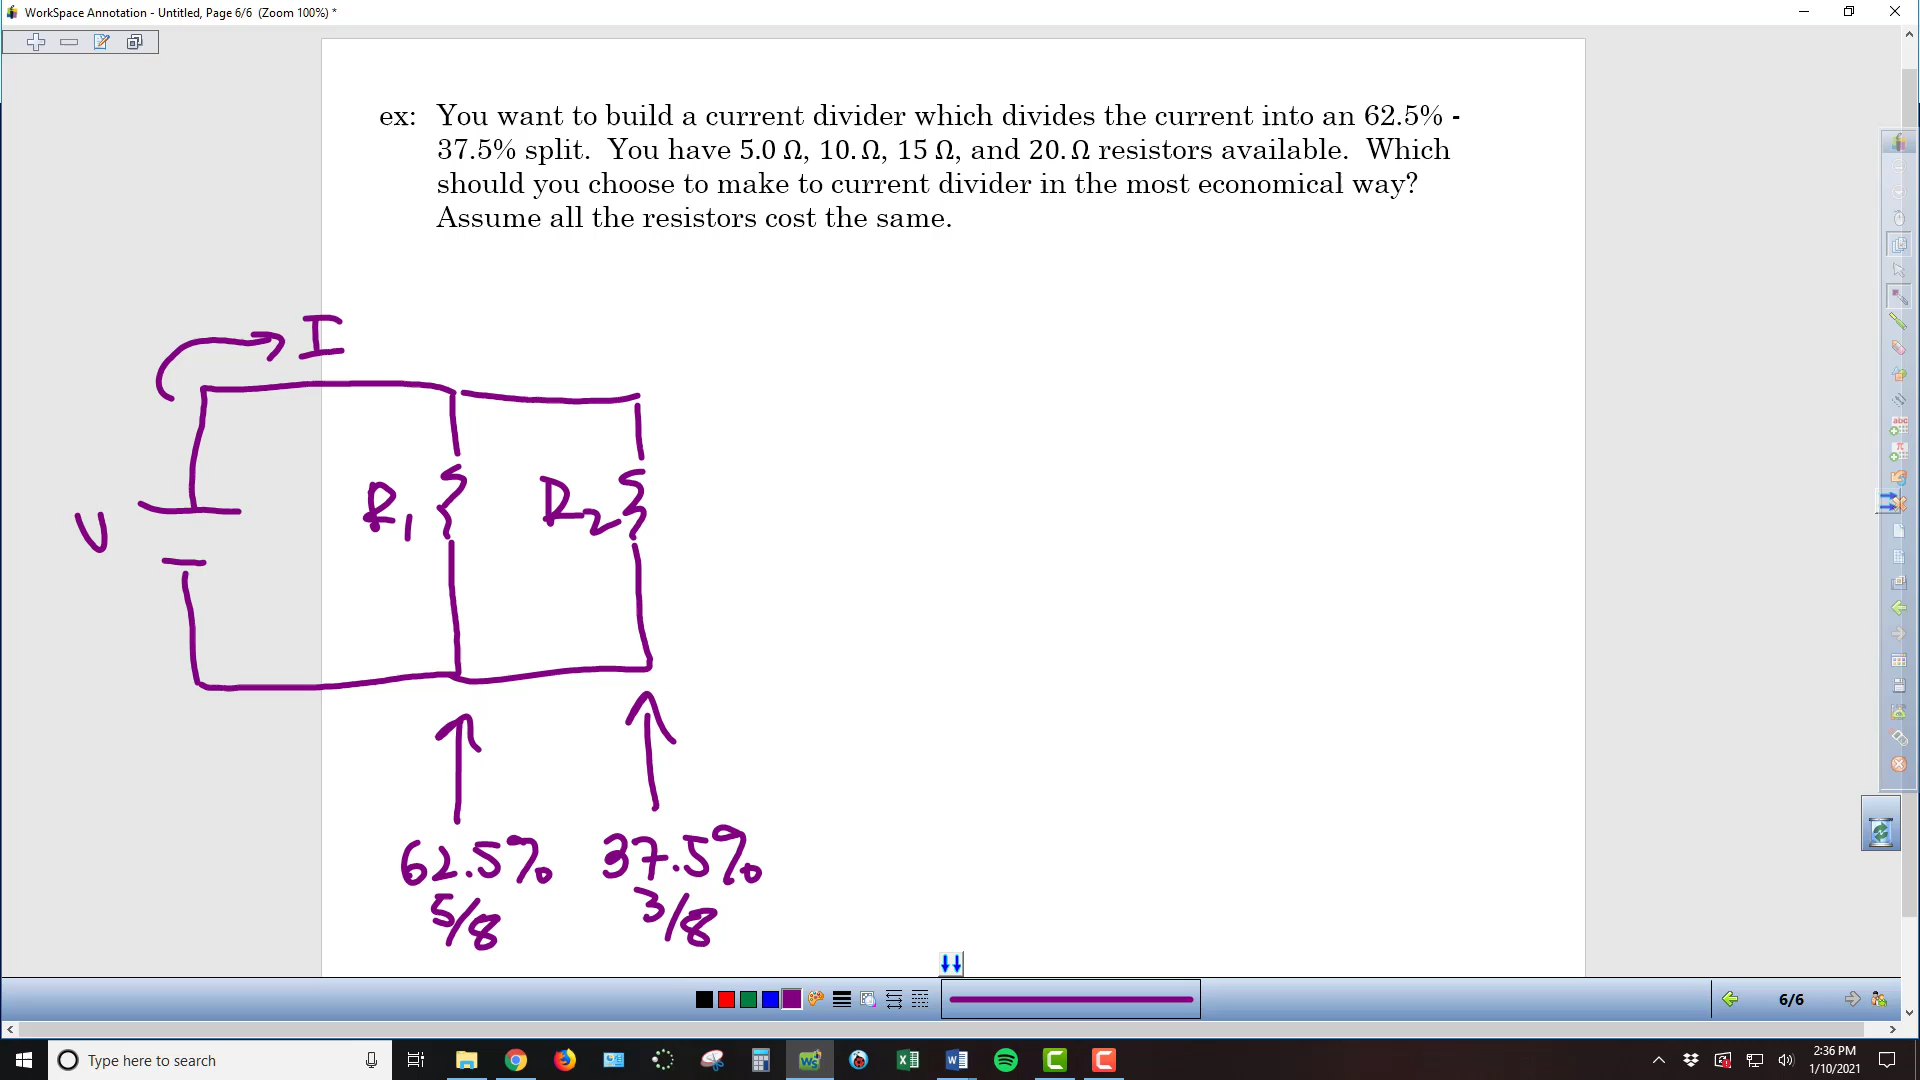 WorkSpace Annotation - Untitled, Page 6/6 (Zoom 100%) *
ex: You want to build a current divider which divides the current into an 62.5% -
37.5% split. You have 5.0 Ω, 10. Ω, 15 Ω, and 20. Ω resistors available. Which
should you choose to make to current divider in the most economical way?
Assume all the resistors cost the same.
I
V
R1
R2
62.5% 37.5%
5/8 3/8
6/6
Type here to search
2:36 PM
1/10/2021